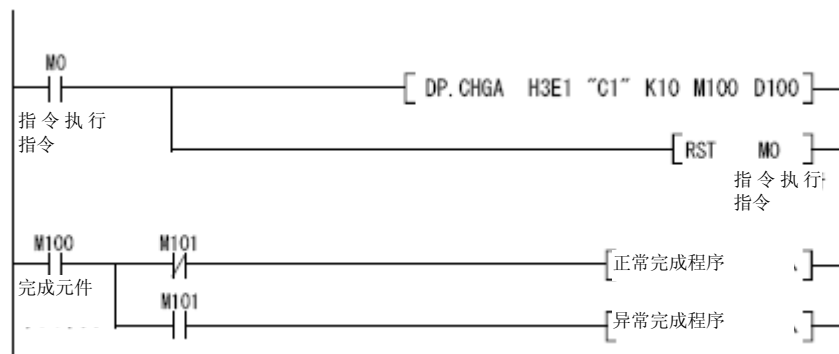 M0
DP.CHGA H3E1 "C1" K10 M100 D100
指令执行
指令
RST M0
指令执行
指令
M100
M101
正常完成程序
完成元件
M101
异常完成程序